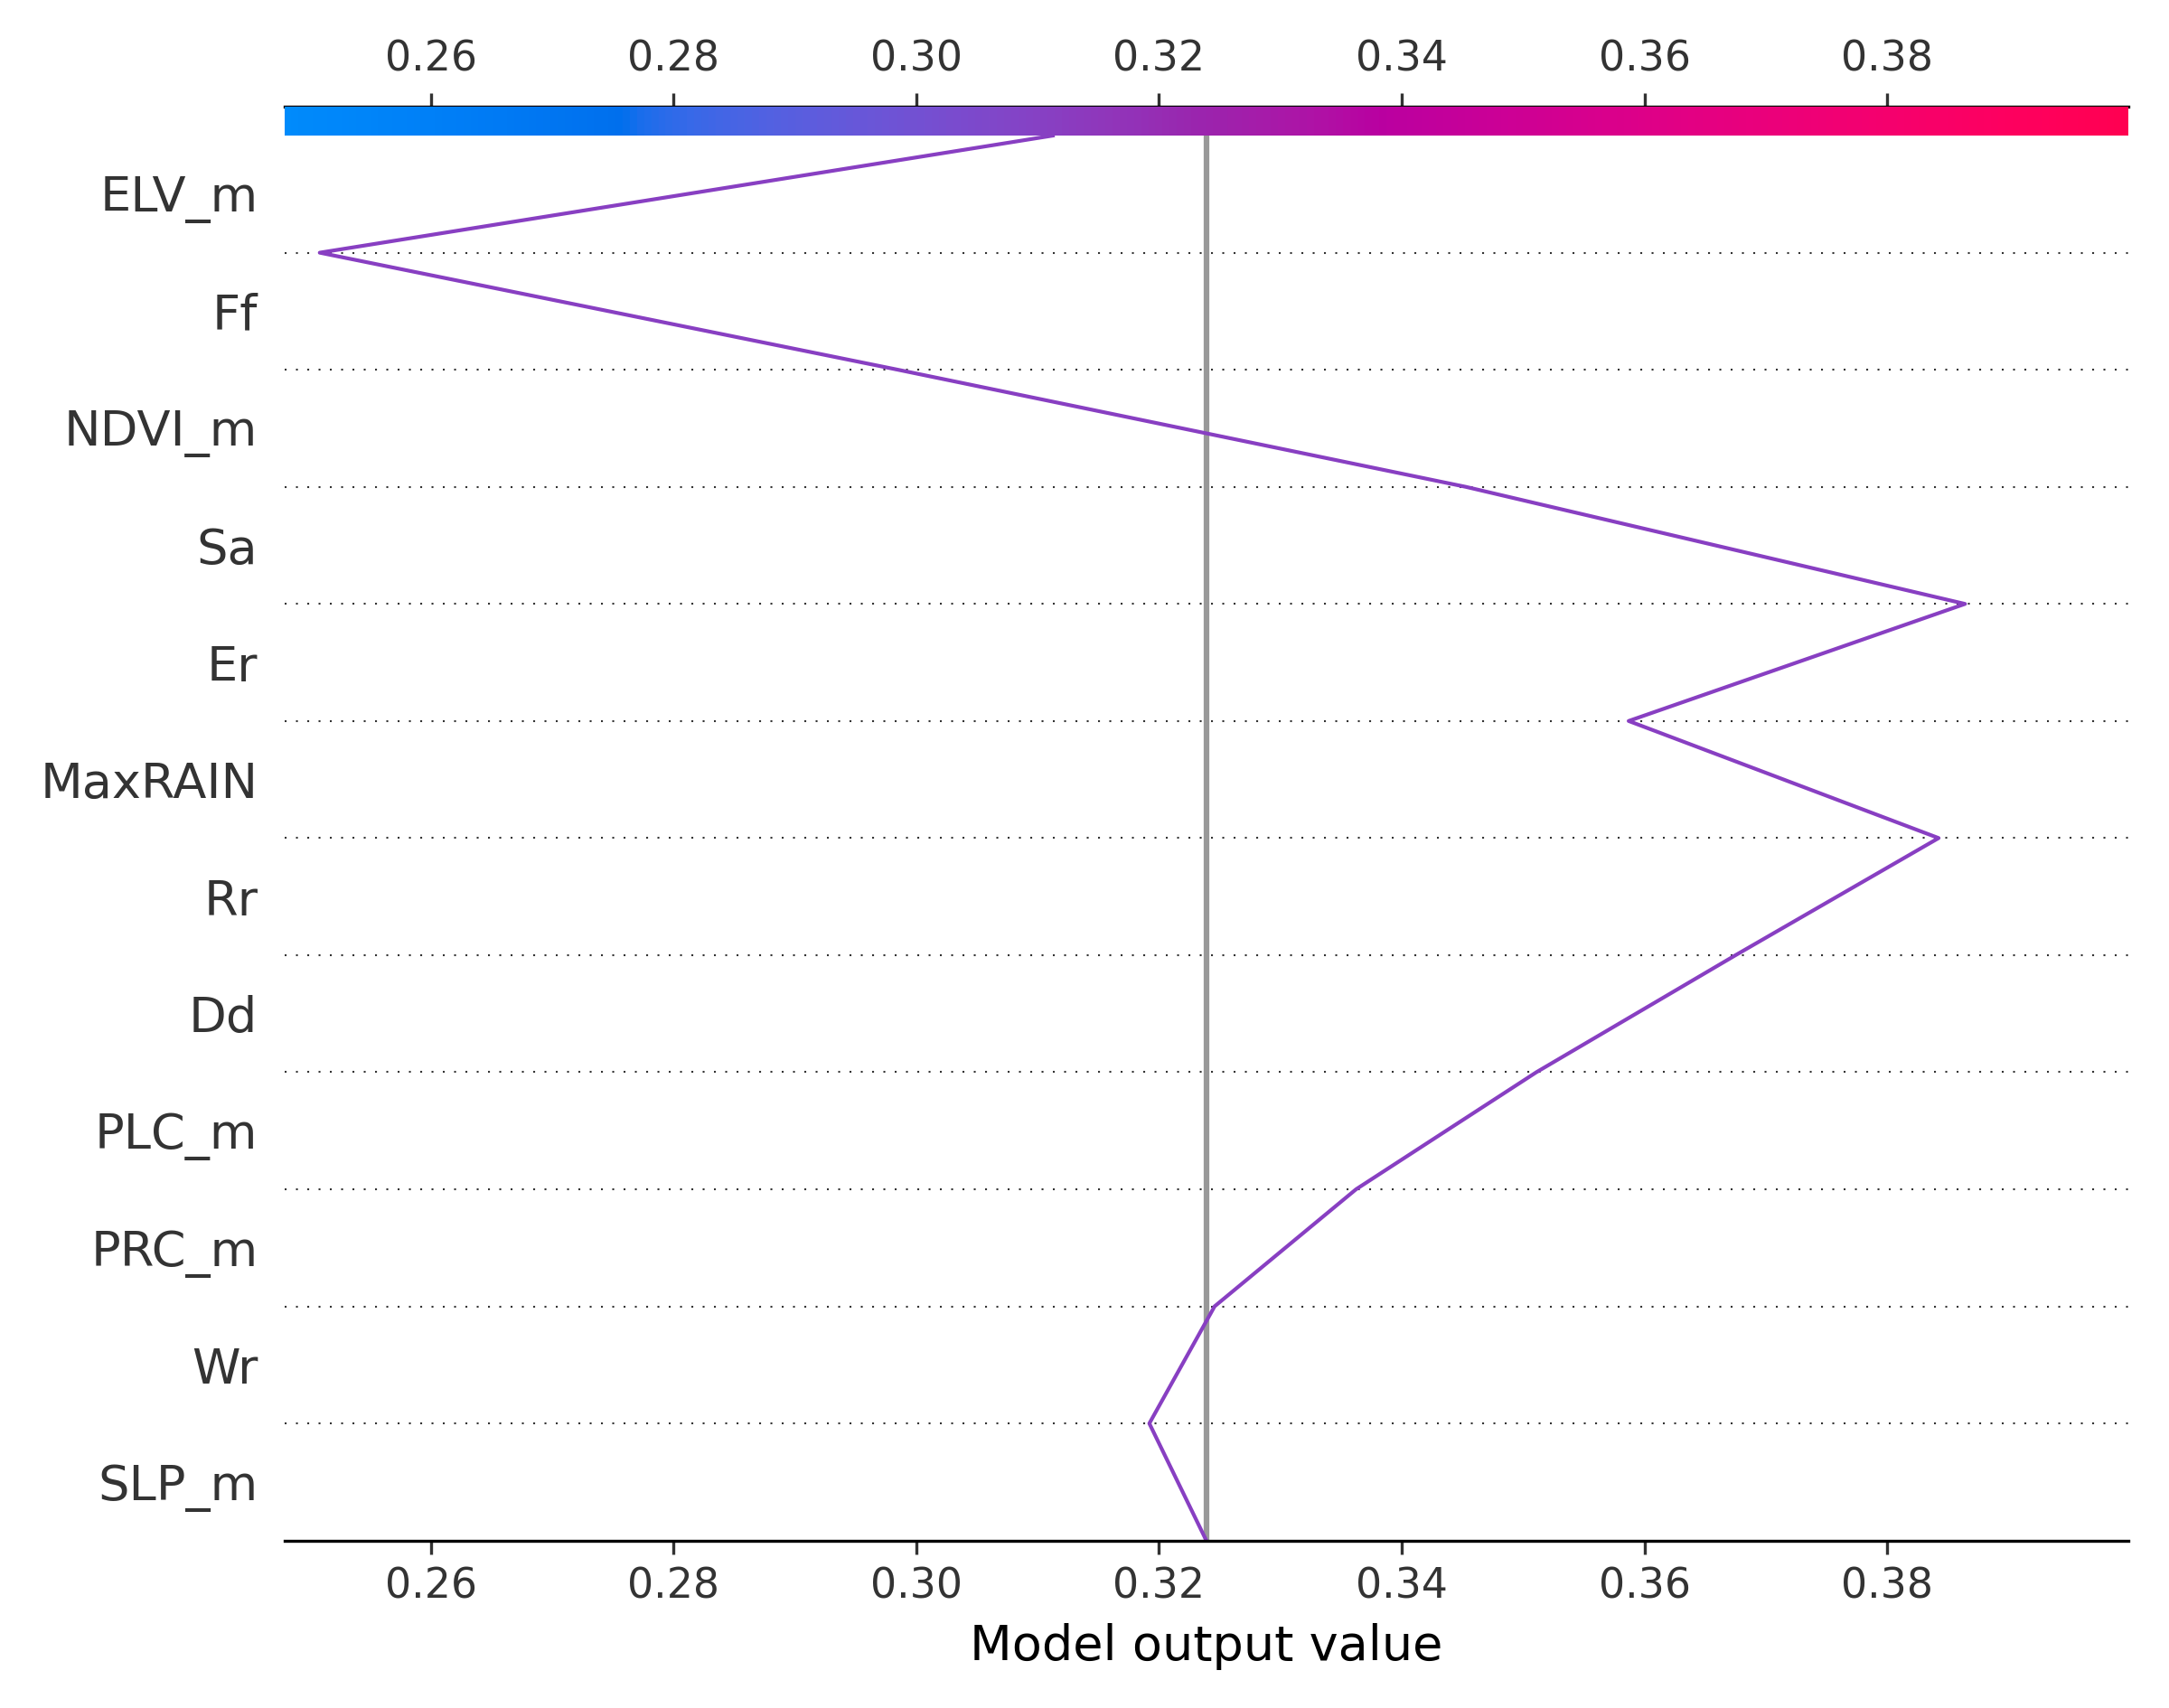 0.26 0.28 0.30 0.32 0.34 0.36 0.38
ELV_m
Ff
NDVI_m
Sa
Er
MaxRAIN
Rr
Dd
PLC_m
PRC_m
Wr
SLP_m
0.26 0.28 0.30 0.32 0.34 0.36 0.38
Model output value